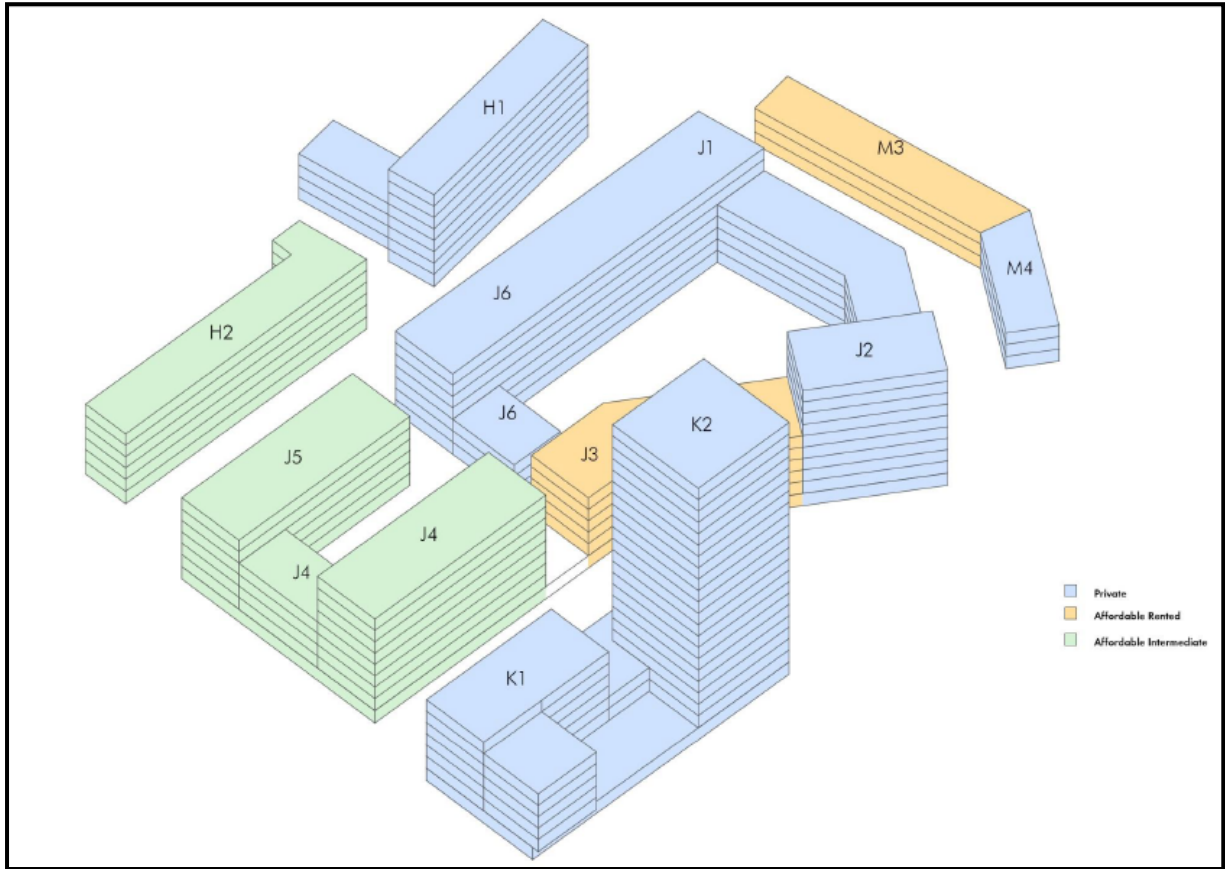 H1
J1
M3
M4
J6
H2
J2
J6
K2
J5
J3
J4
J4
K1
Private
Affordable Rented
Affordable Intermediate